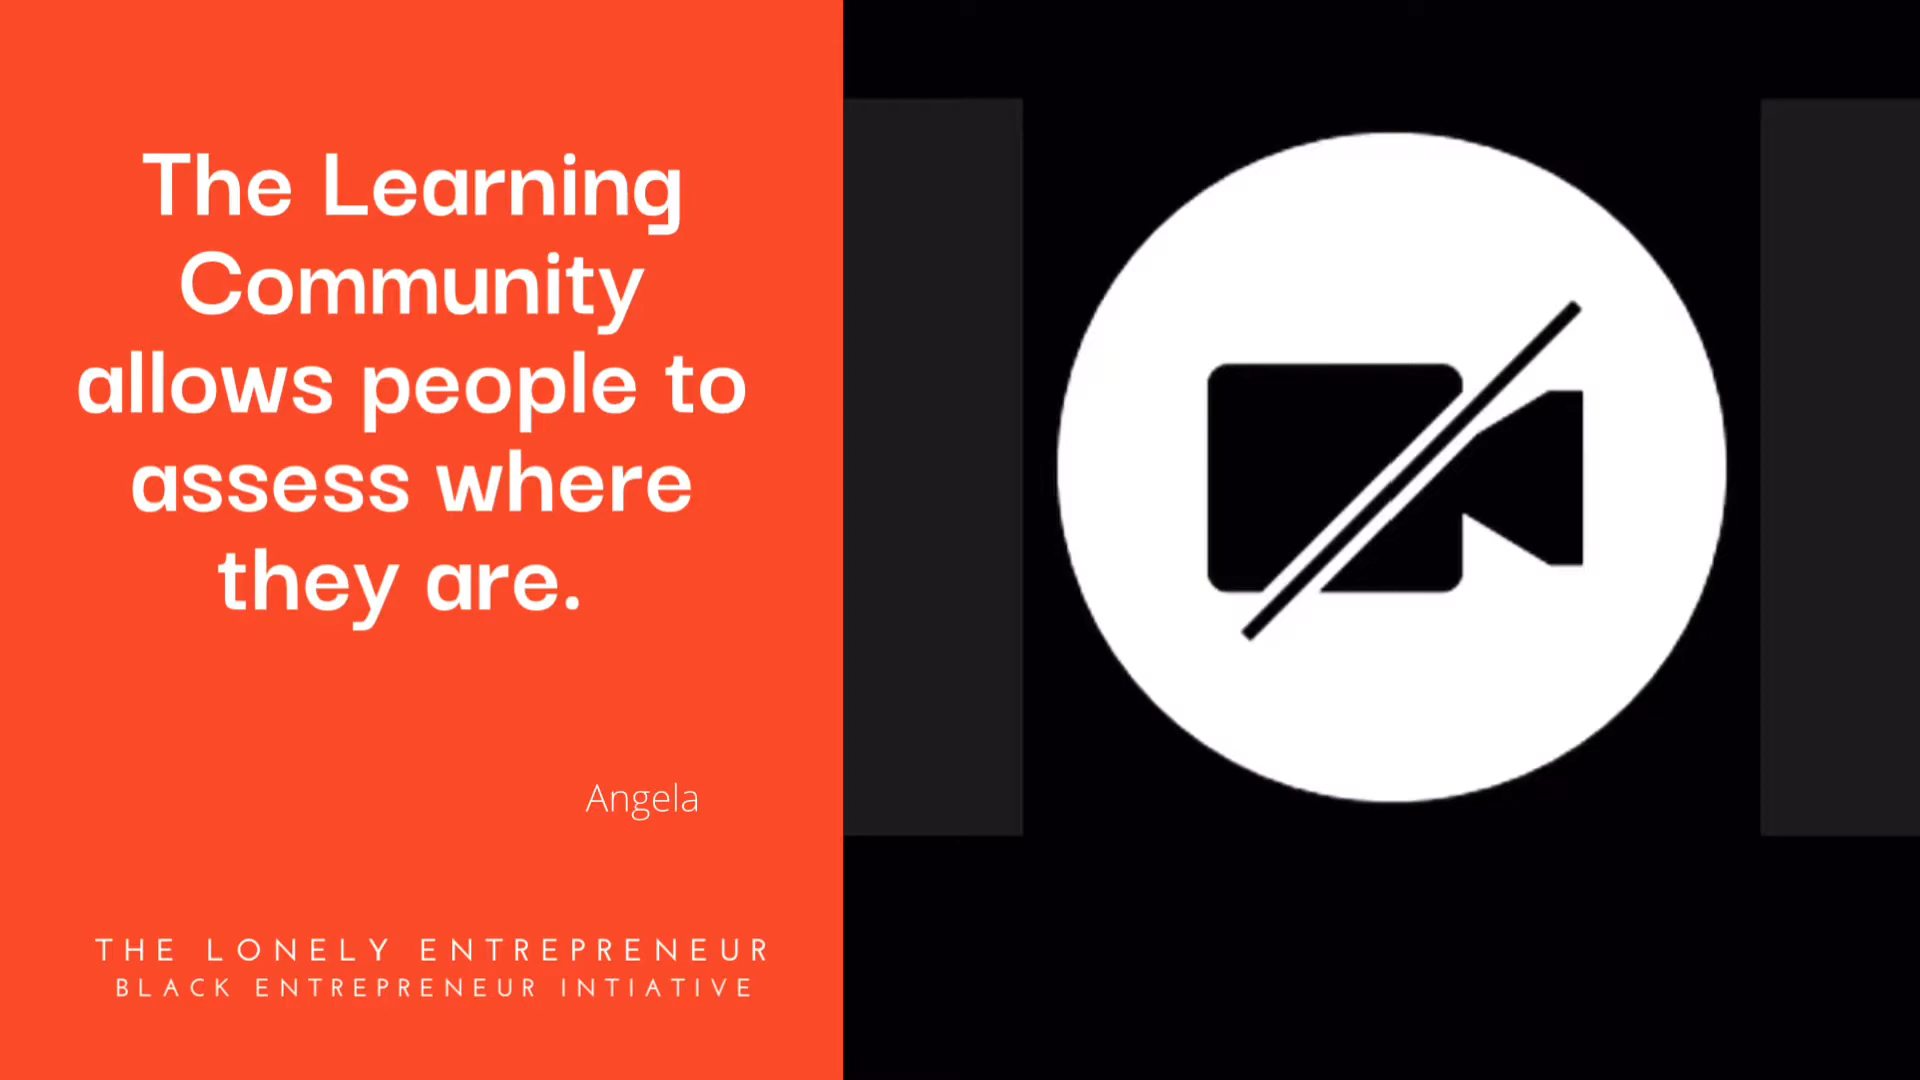 The Learning
Community
allows people to
assess where
they are.
Angela
THE LONELY ENTREPRENEUR
BLACK ENTREPRENEUR INTIATIVE